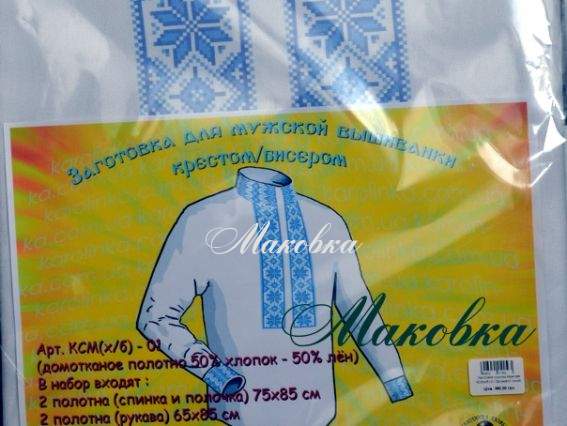 Заготовка для мужской вышиванки
крестом/бисером
Маковка
Маковка
Арт. КСМ(х/б) - 01
(домотканое полотно 50% хлопок - 50% лён)
В набор входят :
2 полотна (спинка и полочка) 75х85 см
2 полотна (рукава) 65х85 см